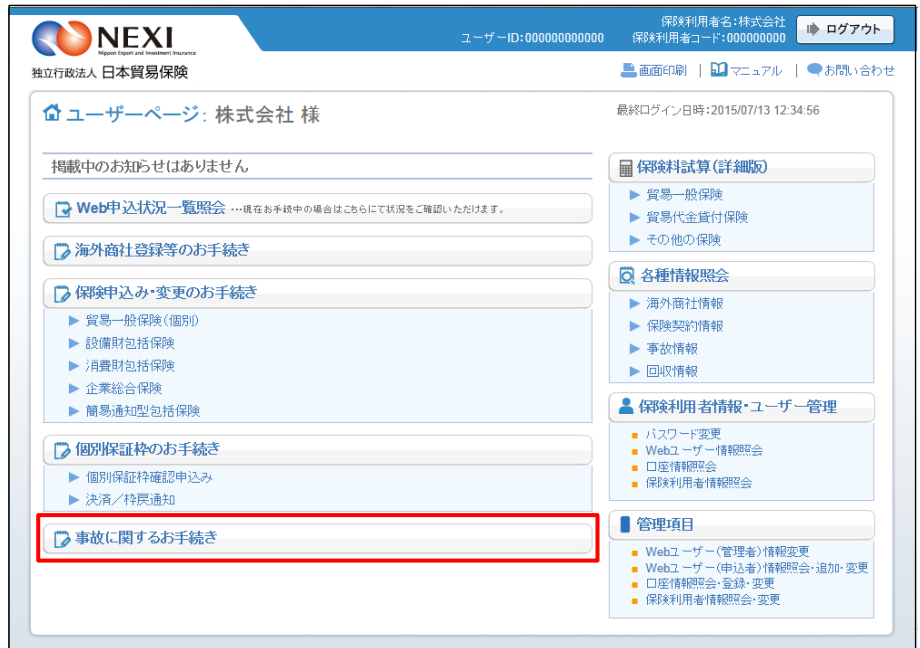 NEXI
Nippon Export and Investment Insurance
独立行政法人 日本貿易保険
ユーザーID:000000000000
保険利用者名:株式会社
保険利用者コード:000000000
ログアウト
画面印刷 | マニュアル | お問い合わせ
ユーザーページ: 株式会社 様
最終ログイン日時:2015/07/13 12:34:56
掲載中のお知らせはありません
Web申込状況一覧照会 …現在お手続中の場合はこちらにて状況をご確認いただけます。
海外商社登録等のお手続き
保険申込み・変更のお手続き
貿易一般保険(個別)
設備財包括保険
消費財包括保険
企業総合保険
簡易通知型包括保険
個別保証枠のお手続き
個別保証枠確認申込み
決済/枠戻通知
事故に関するお手続き
保険料試算(詳細版)
貿易一般保険
貿易代金貸付保険
その他の保険
各種情報照会
海外商社情報
保険契約情報
事故情報
回収情報
保険利用者情報・ユーザー管理
パスワード変更
Webユーザー情報照会
口座情報照会
保険利用者情報照会
管理項目
Webユーザー(管理者)情報変更
Webユーザー(申込者)情報照会・追加・変更
口座情報照会・登録・変更
保険利用者情報照会・変更